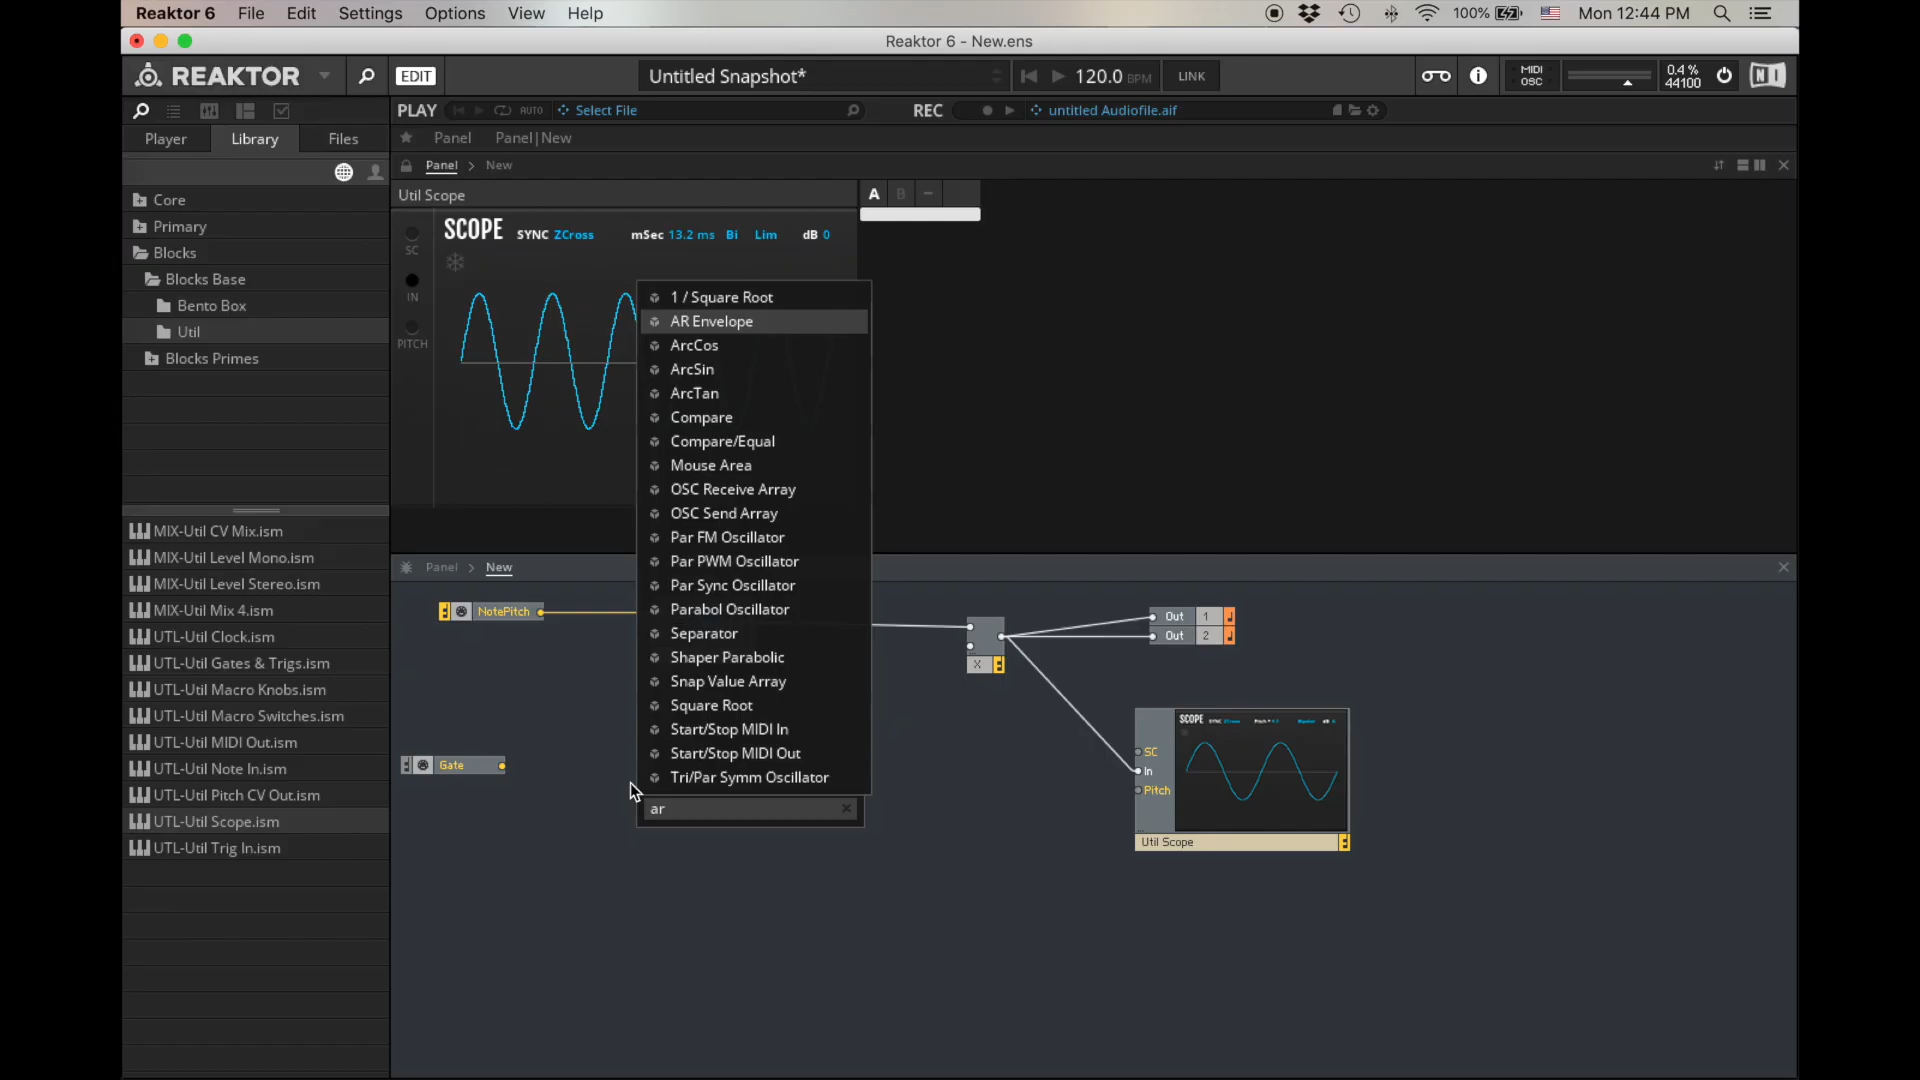 Reaktor 6 File Edit Settings Options View Help 100% Mon 12:44 PM
Reaktor 6 - New.ens
REAKTOR EDIT Untitled Snapshot* 120.0 BPM LINK MIDI OSC 0.4 % 44100 NI
PLAY AUTO Select File REC untitled Audiofile.aif
Player Library Files
Panel Panel|New
Panel > New
Core
Primary
Blocks
Blocks Base
Bento Box
Util
Blocks Primes
MIX-Util CV Mix.ism
MIX-Util Level Mono.ism
MIX-Util Level Stereo.ism
MIX-Util Mix 4.ism
UTL-Util Clock.ism
UTL-Util Gates & Trigs.ism
UTL-Util Macro Knobs.ism
UTL-Util Macro Switches.ism
UTL-Util MIDI Out.ism
UTL-Util Note In.ism
UTL-Util Pitch CV Out.ism
UTL-Util Scope.ism
UTL-Util Trig In.ism
Util Scope
A B
SCOPE SYNC ZCross mSec 13.2 ms Bi Lim dB 0
SC
IN
PITCH
1 / Square Root
AR Envelope
ArcCos
ArcSin
ArcTan
Compare
Compare/Equal
Mouse Area
OSC Receive Array
OSC Send Array
Par FM Oscillator
Par PWM Oscillator
Par Sync Oscillator
Parabol Oscillator
Separator
Shaper Parabolic
Snap Value Array
Square Root
Start/Stop MIDI In
Start/Stop MIDI Out
Tri/Par Symm Oscillator
ar
Panel > New
NotePitch
Gate
X
Out 1
Out 2
SCOPE
SC
In
Pitch
Util Scope